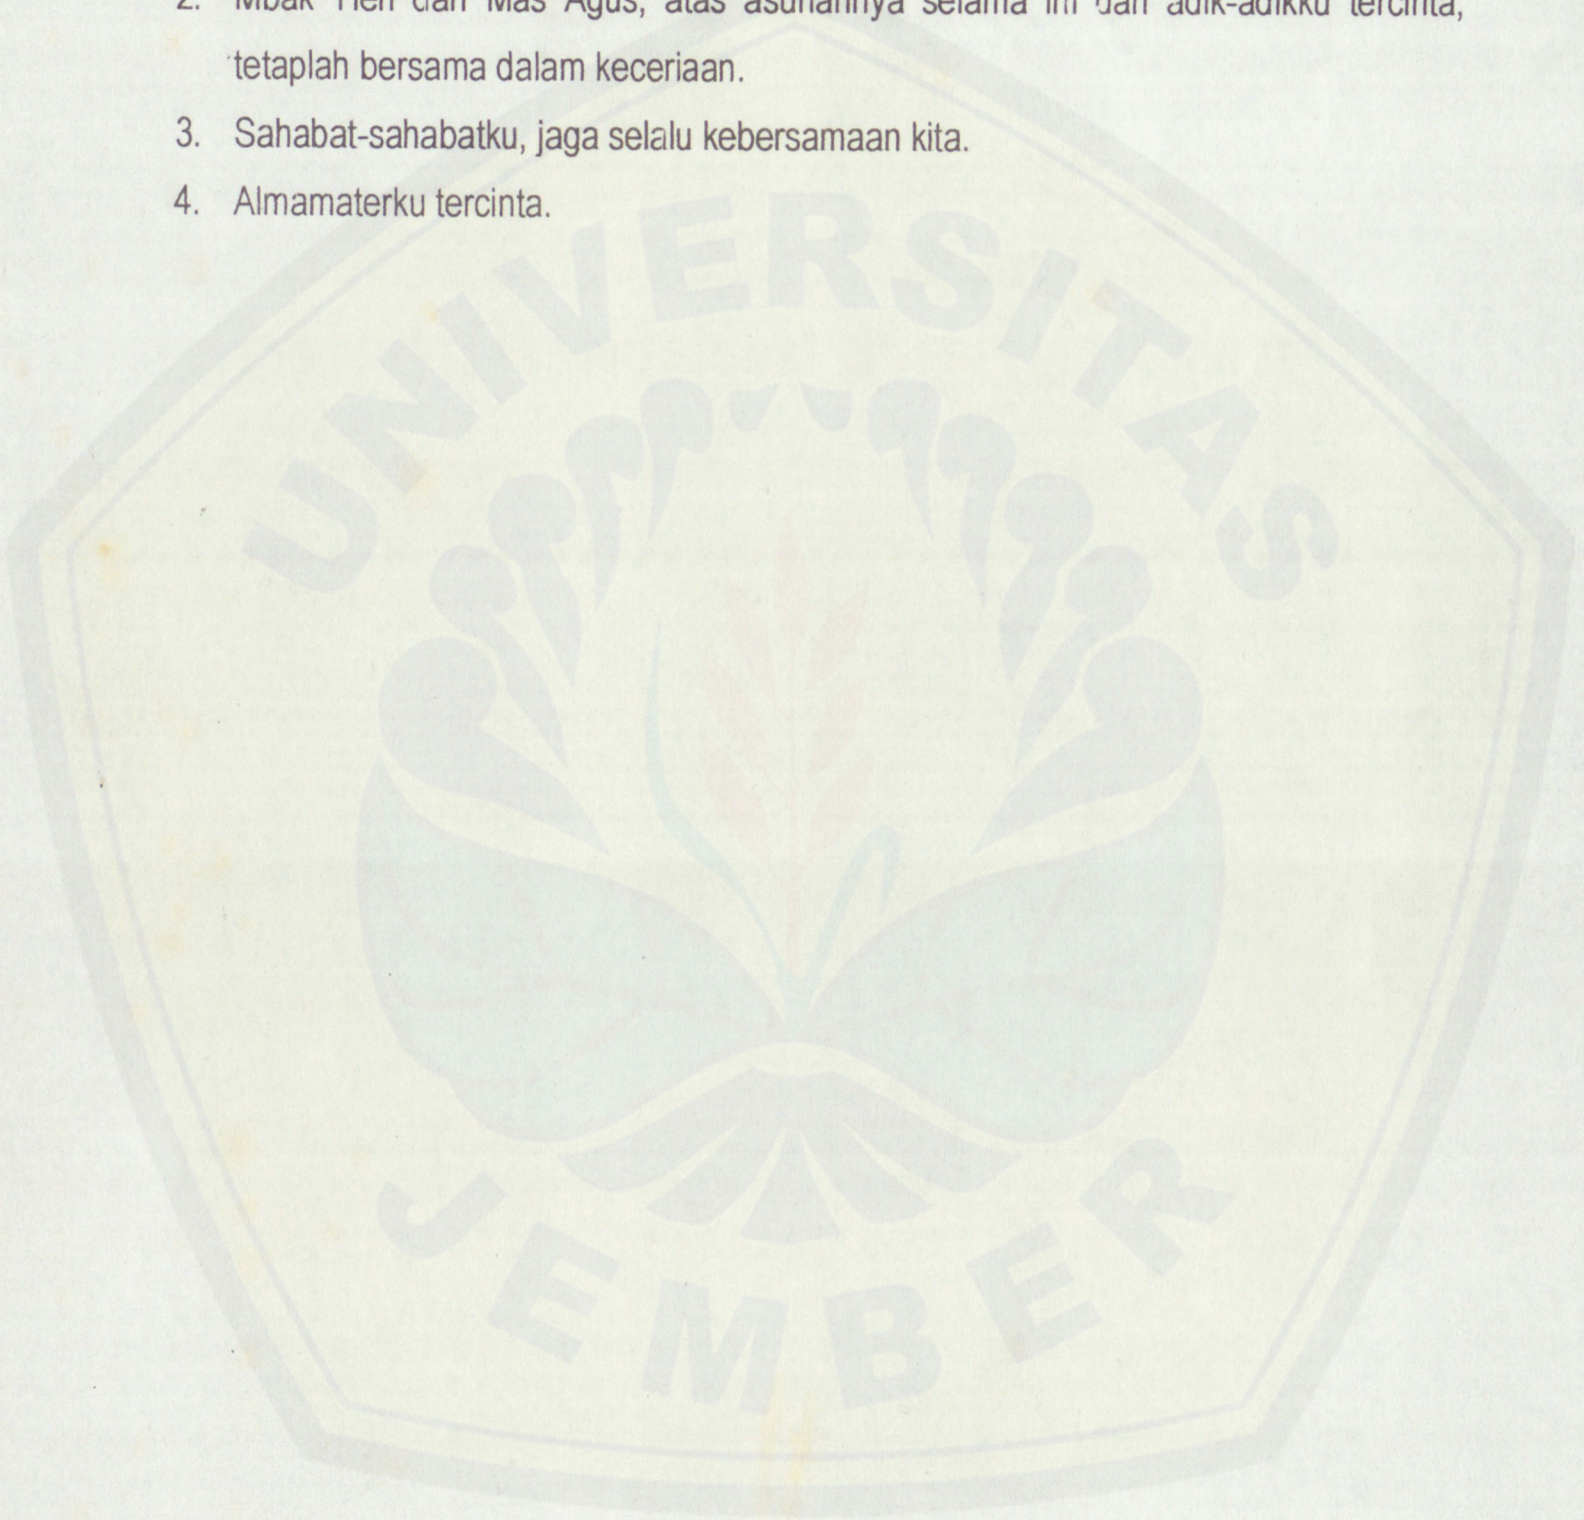 2. Mbak Heri dan Mas Agus, atas asuhannya selama ini dan adik-adikku tercinta,
tetaplah bersama dalam keceriaan.
3. Sahabat-sahabatku, jaga selalu kebersamaan kita.
4. Almamaterku tercinta.
UNIVERSITAS
JEMBER